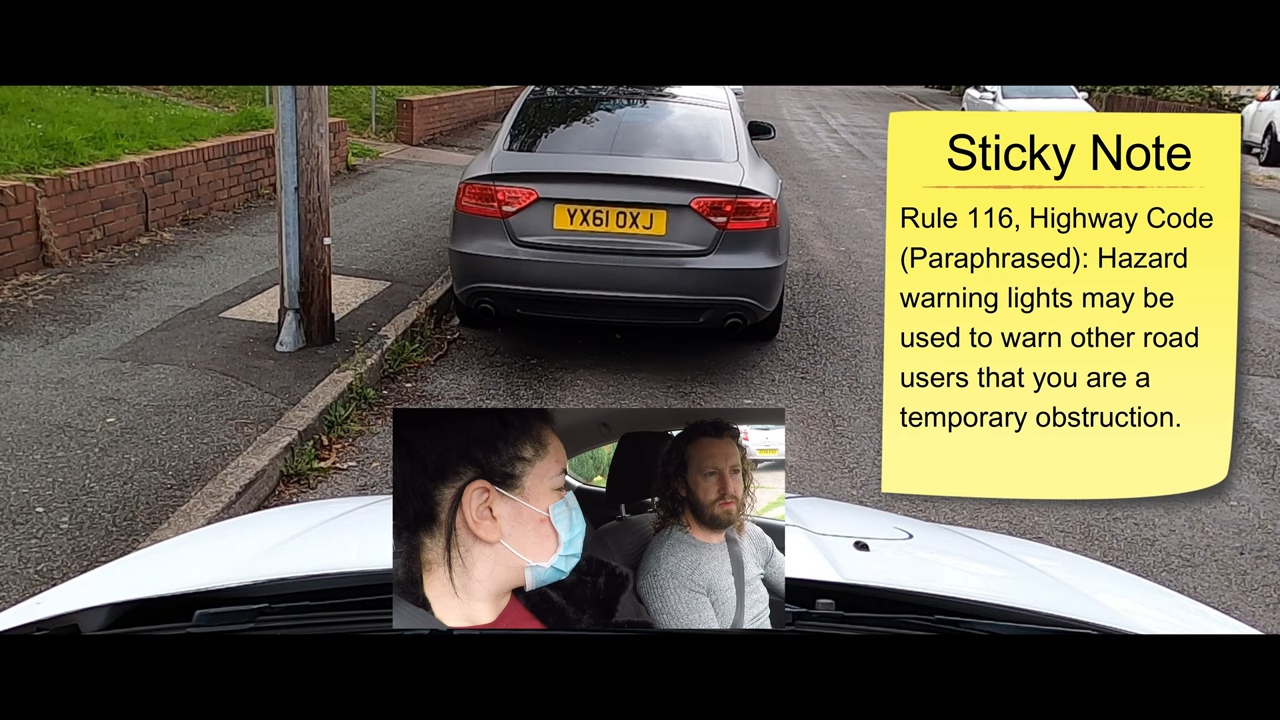 Sticky Note
Rule 116, Highway Code
(Paraphrased): Hazard
warning lights may be
used to warn other road
users that you are a
temporary obstruction.
YX61 OXJ